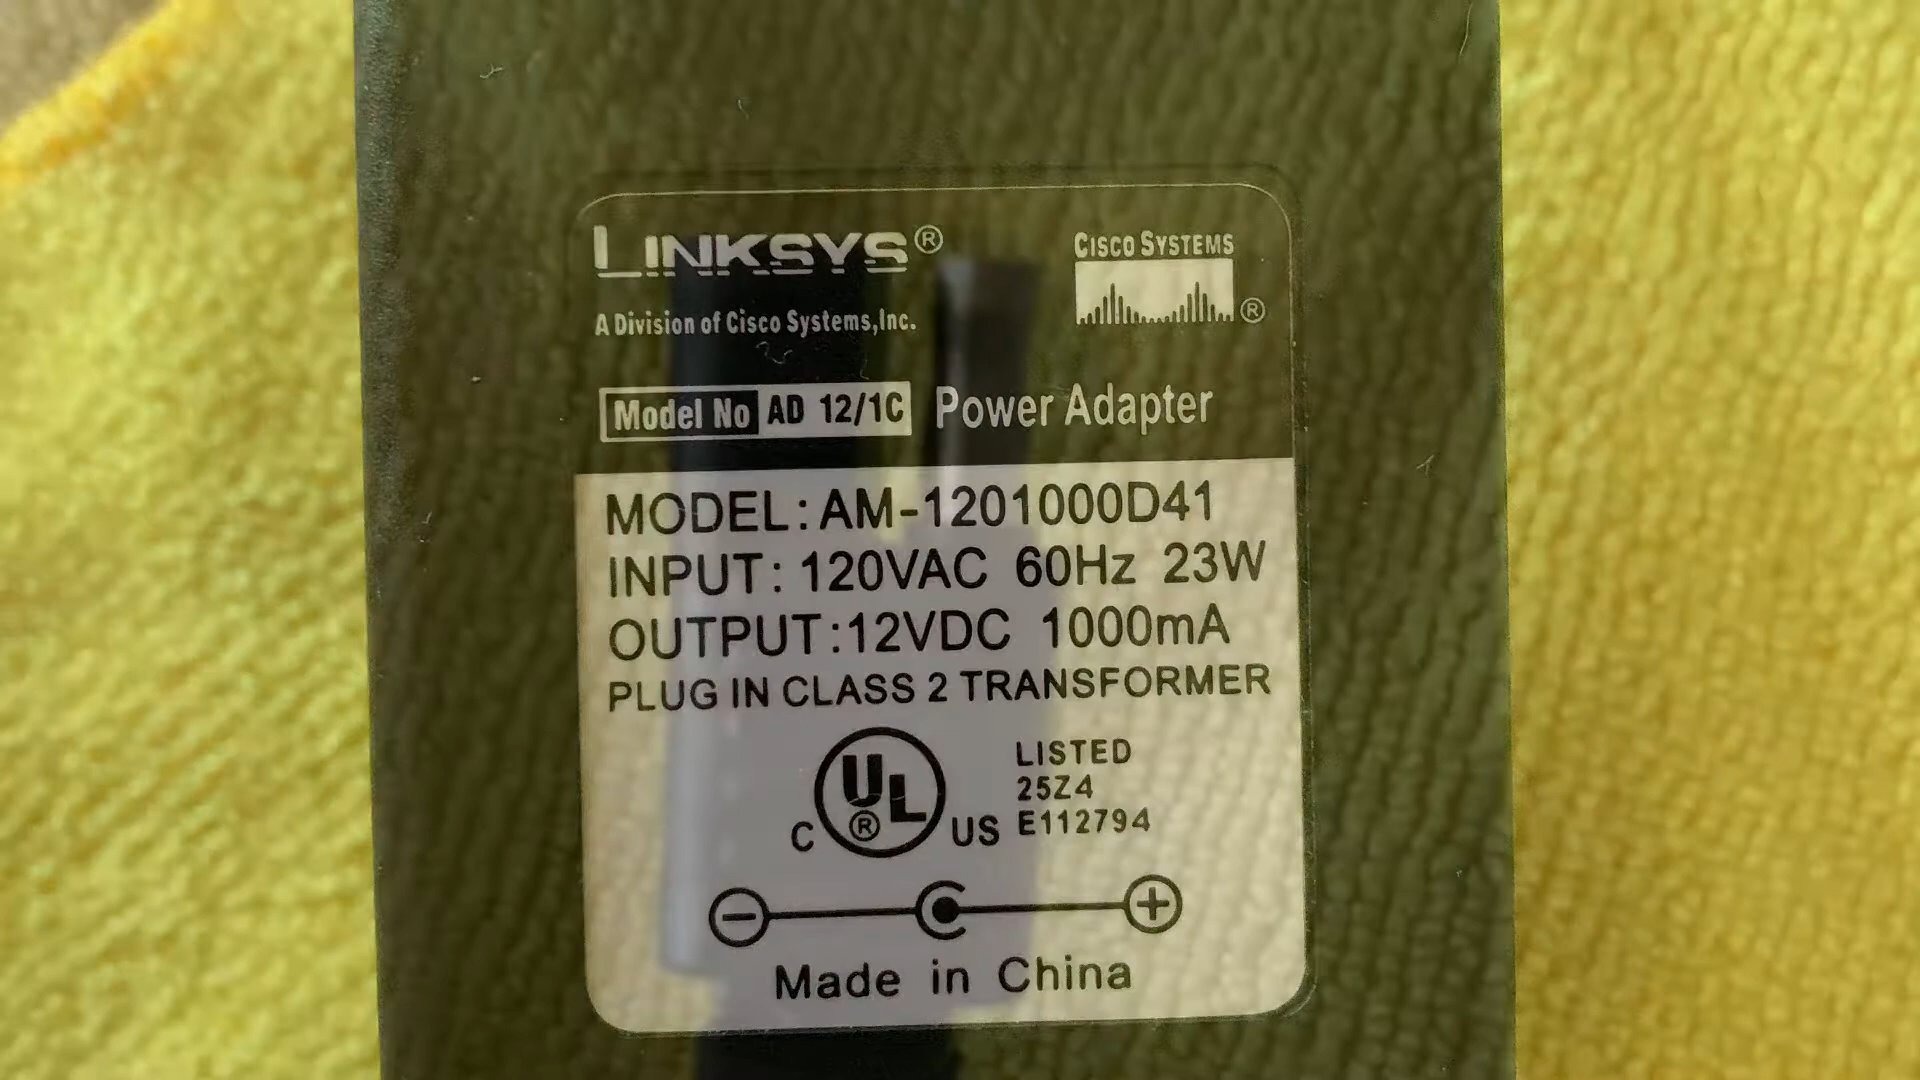 LINKSYS®
CISCO SYSTEMS
®
A Division of Cisco Systems,Inc.
Model No AD 12/1C Power Adapter
MODEL: AM-1201000D41
INPUT: 120VAC 60Hz 23W
OUTPUT:12VDC 1000mA
PLUG IN CLASS 2 TRANSFORMER
C UL® US
LISTED
25Z4
E112794
Made in China